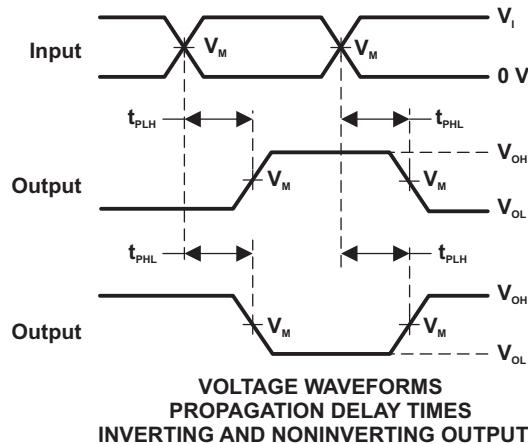 V_I
Input
V_M
V_M
0 V
t_PLH
t_PHL
V_OH
Output
V_M
V_M
V_OL
t_PHL
t_PLH
V_OH
Output
V_M
V_M
V_OL
VOLTAGE WAVEFORMS
PROPAGATION DELAY TIMES
INVERTING AND NONINVERTING OUTPUT